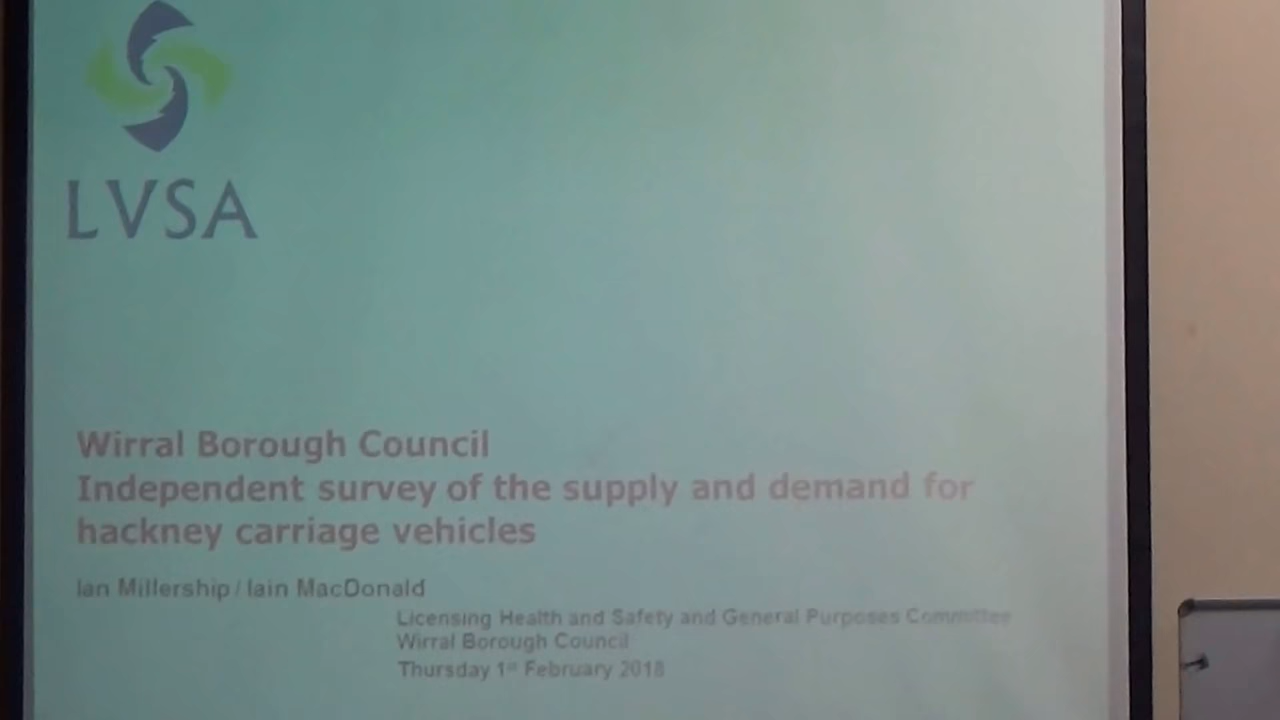 LVSA
Wirral Borough Council
Independent survey of the supply and demand for
hackney carriage vehicles
Ian Millership / Iain MacDonald
Licensing Health and Safety and General Purposes Committee
Wirral Borough Council
Thursday 1st February 2018